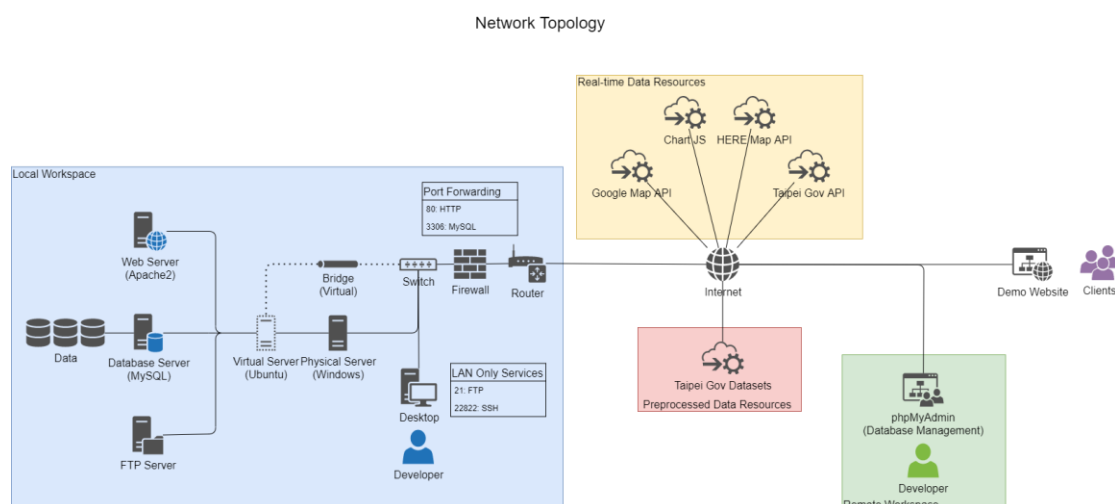 Network Topology
Real-time Data Resources
Chart JS
HERE Map API
Google Map API
Taipei Gov API
Local Workspace
Port Forwarding
80: HTTP
3306: MySQL
Web Server
(Apache2)
Bridge
(Virtual)
Switch
Firewall
Router
Internet
Demo Website
Clients
Data
Database Server
(MySQL)
Virtual Server
(Ubuntu)
Physical Server
(Windows)
LAN Only Services
21: FTP
22822: SSH
Desktop
Developer
FTP Server
Taipei Gov Datasets
Preprocessed Data Resources
phpMyAdmin
(Database Management)
Developer
Remote Workspace